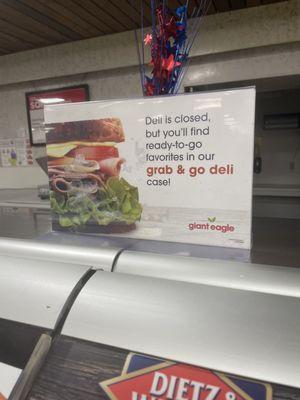 Deli is closed,
but you'll find
ready-to-go
favorites in our
grab & go deli
case!
giant eagle
DIETZ &